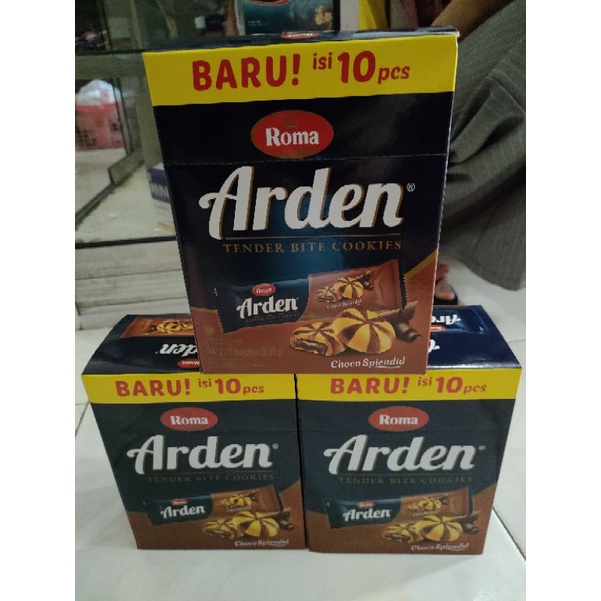 BARU! isi 10 pcs
Roma
Arden®
TENDER BITE COOKIES
Roma
Arden
Choco Splendid
Arden
BARU! isi 10 pcs
Roma
Arden®
TENDER BITE COOKIES
Arden
Choco Splendid
BARU! isi 10 pcs
Roma
Arden®
TENDER BITE COOKIES
Arden
Choco Splendid